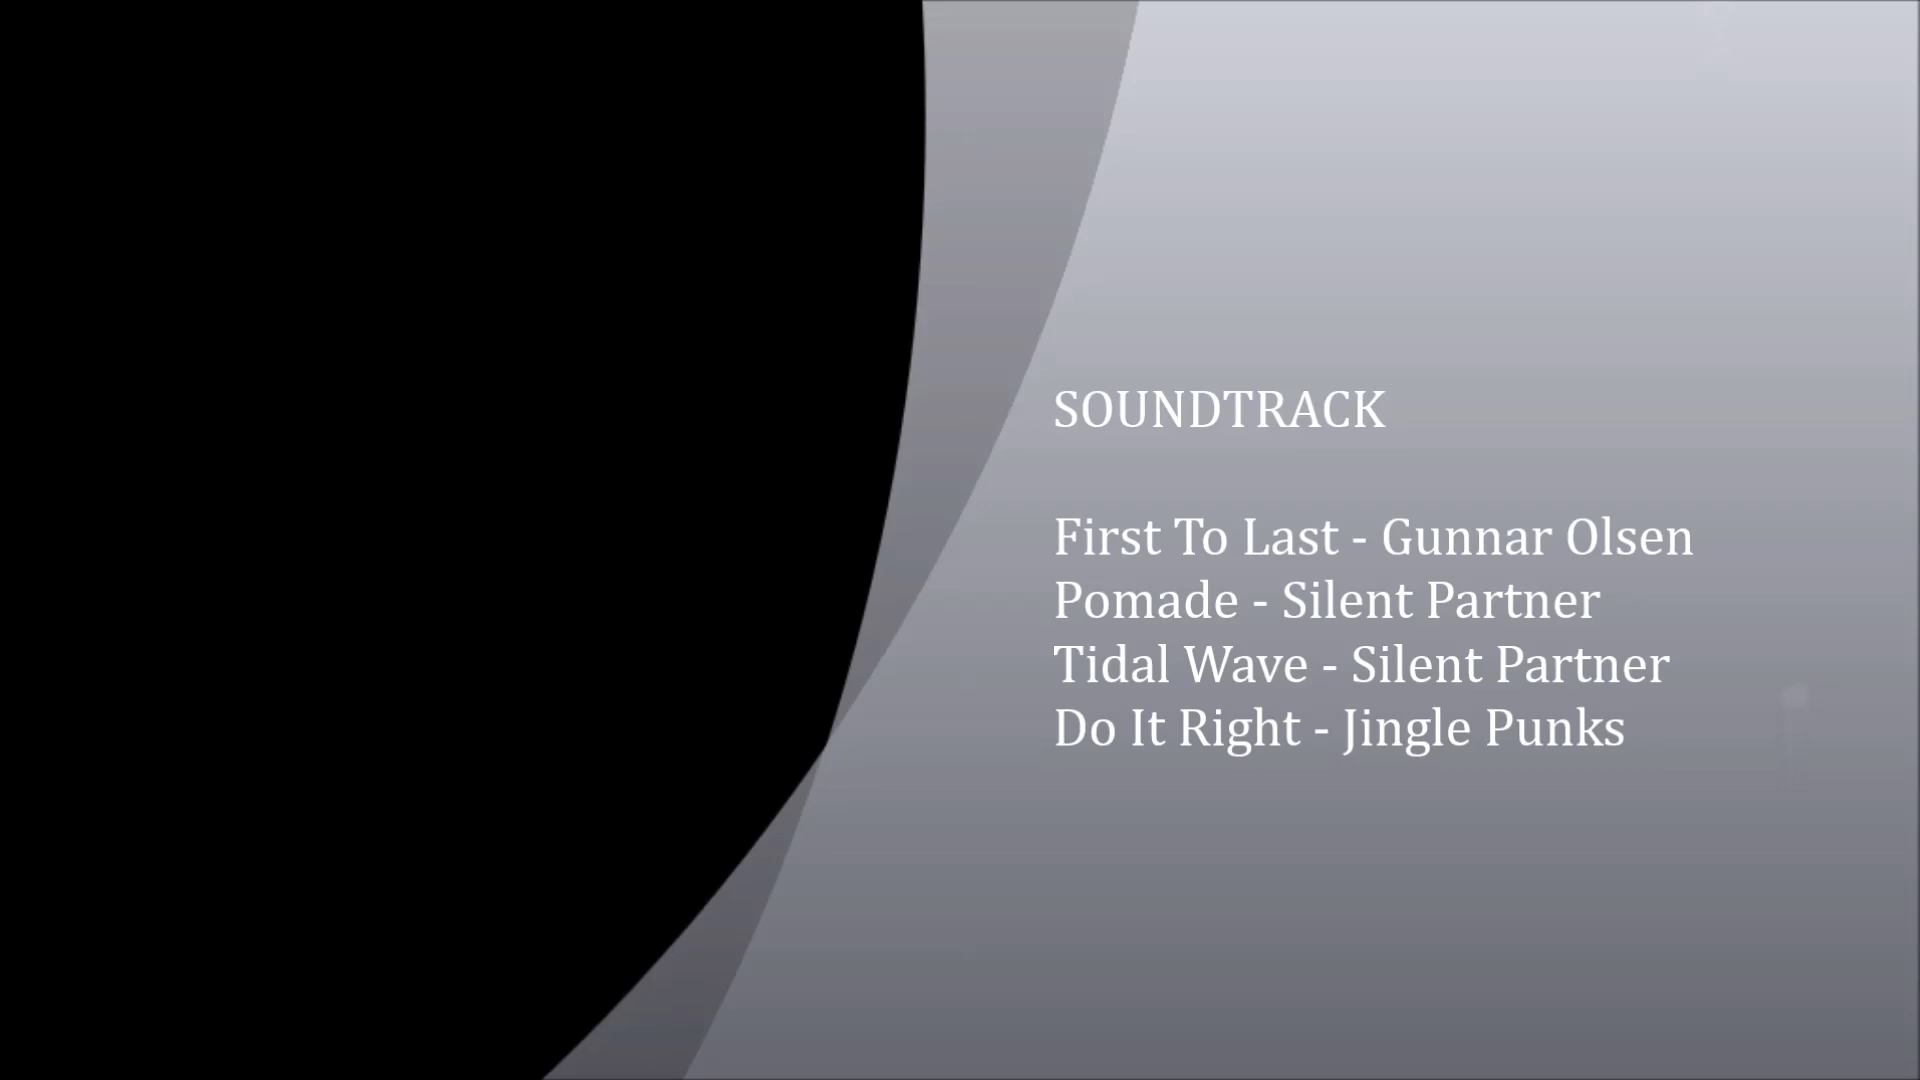 SOUNDTRACK
First To Last - Gunnar Olsen
Pomade - Silent Partner
Tidal Wave - Silent Partner
Do It Right - Jingle Punks